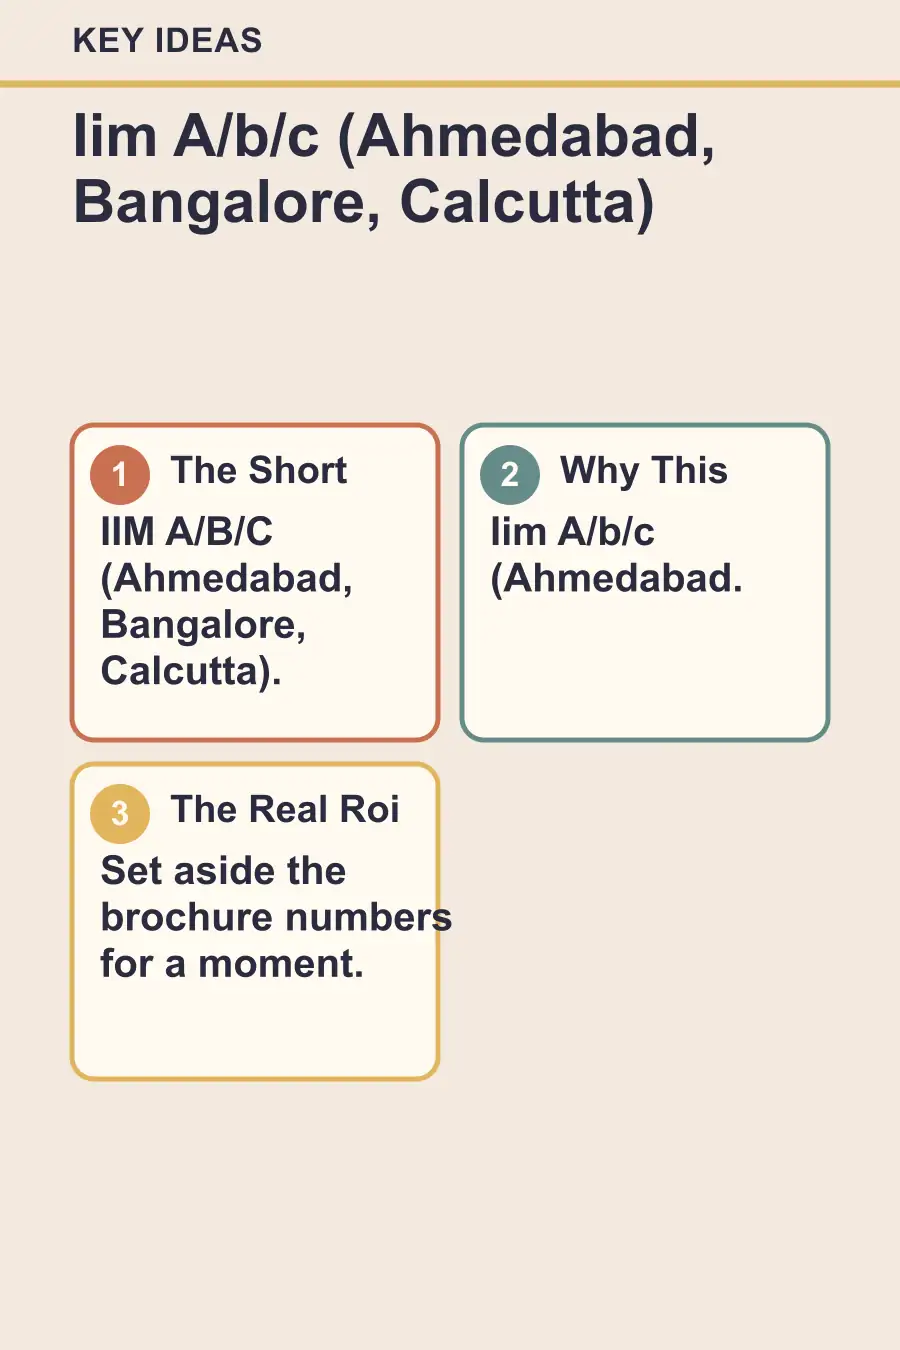 KEY IDEAS
Iim A/b/c (Ahmedabad,
Bangalore, Calcutta)
1 The Short
IIM A/B/C
(Ahmedabad,
Bangalore,
Calcutta).
2 Why This
Iim A/b/c
(Ahmedabad.
3 The Real Roi
Set aside the
brochure numbers
for a moment.